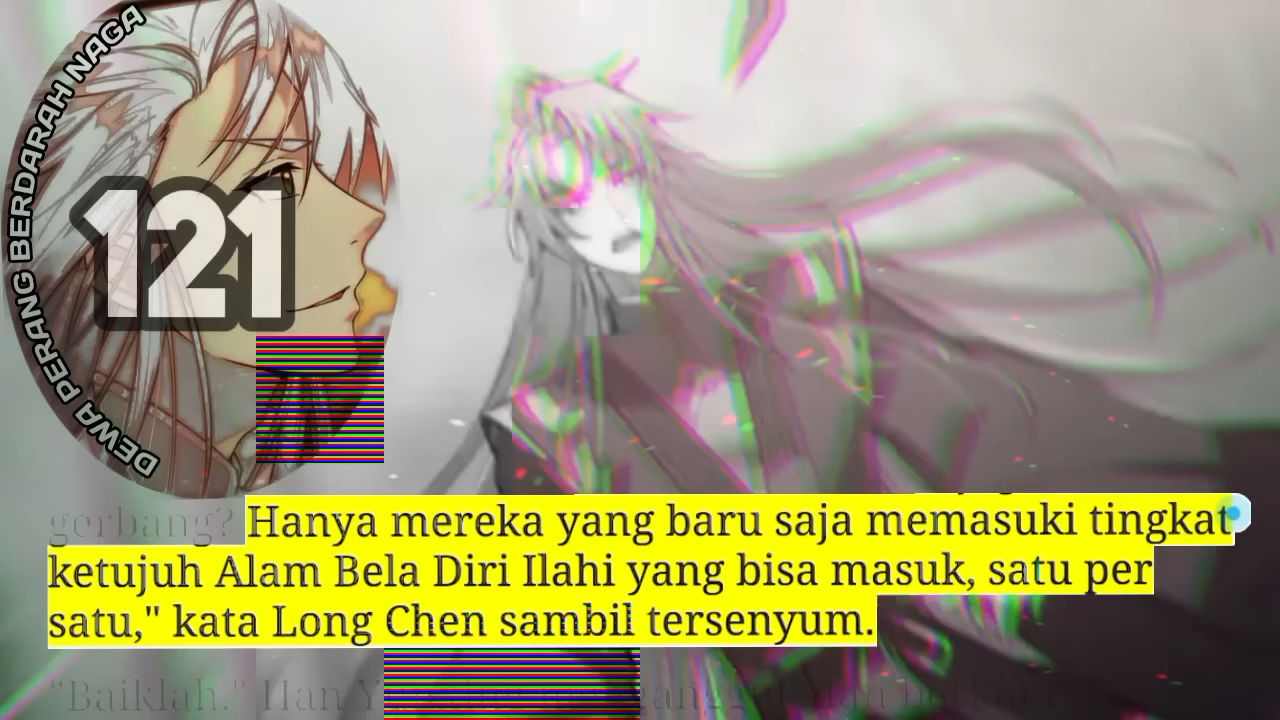 DEWA PERANG BERDARAH NAGA
121
gerbang? Hanya mereka yang baru saja memasuki tingkat
ketujuh Alam Bela Diri Ilahi yang bisa masuk, satu per
satu," kata Long Chen sambil tersenyum.
"Baiklah." Han